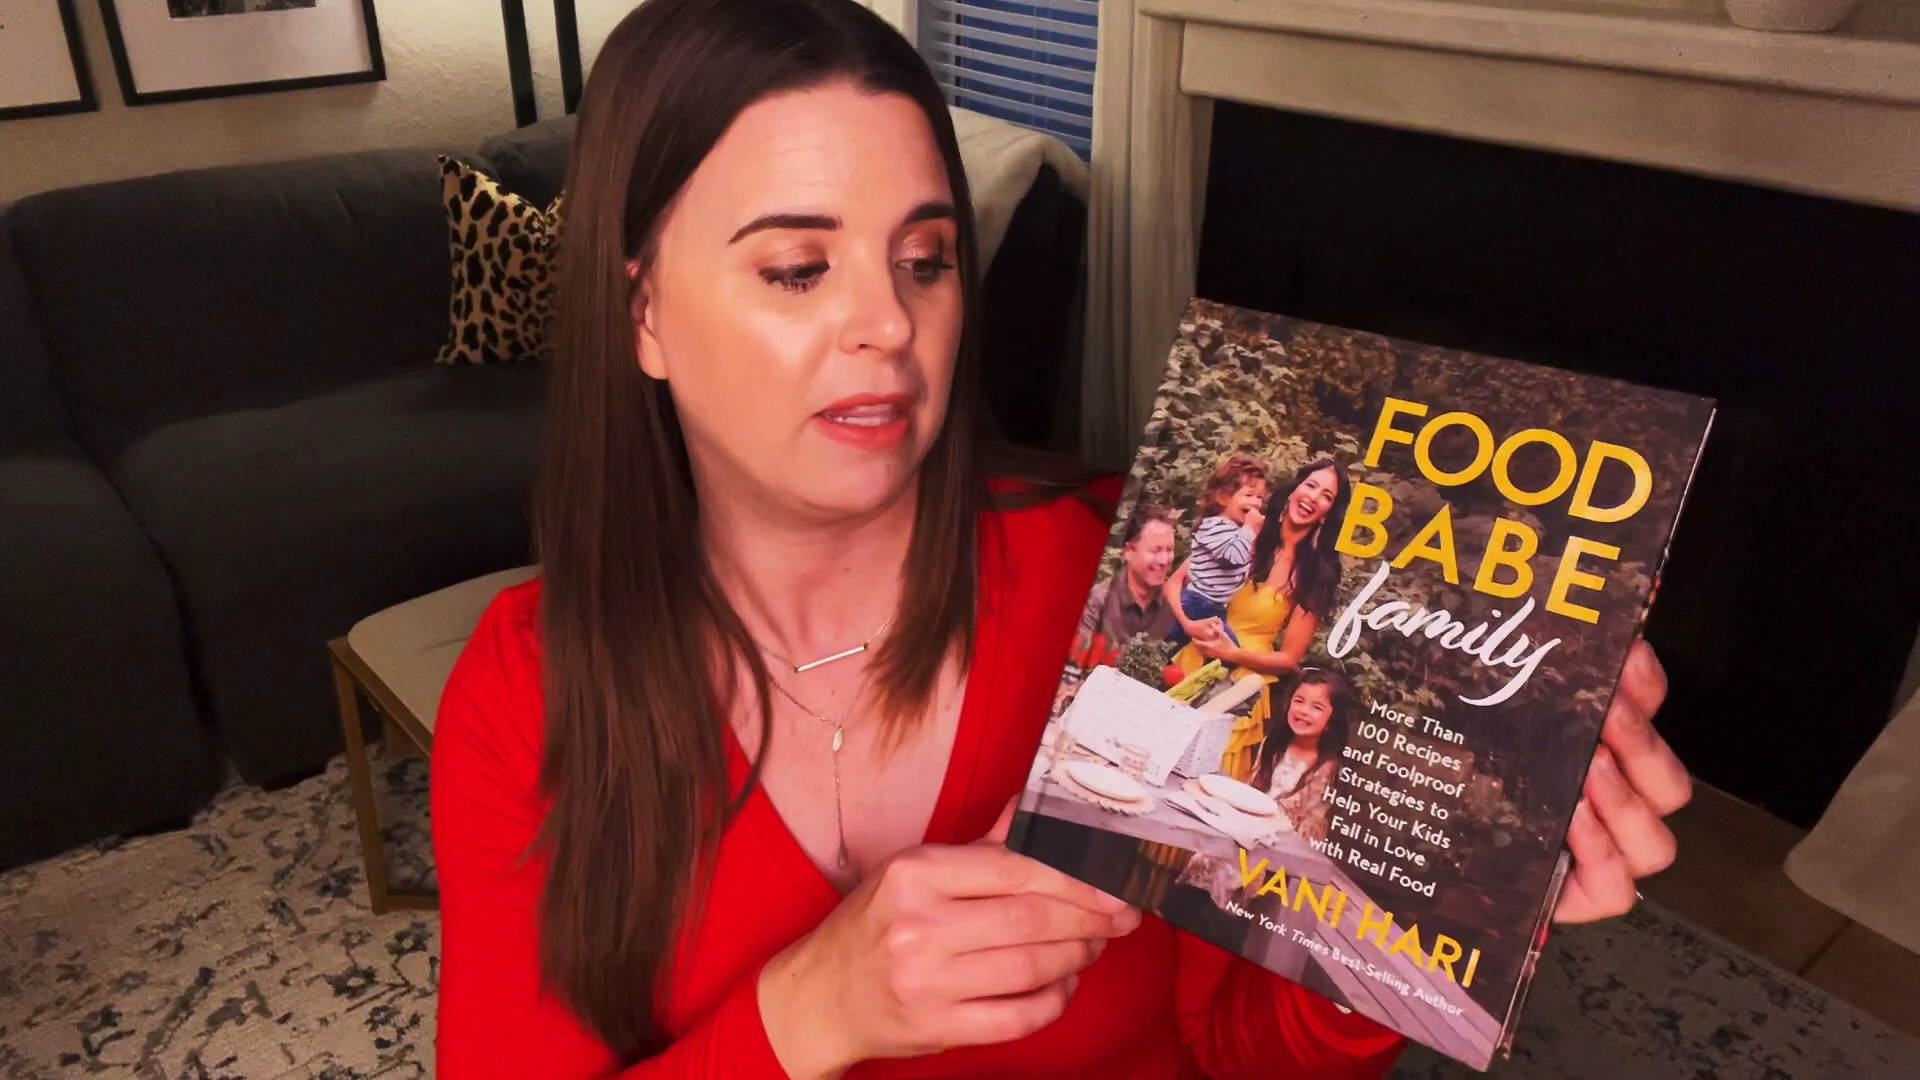 FOOD
BABE
family
More Than
100 Recipes
and Foolproof
Strategies to
Help Your Kids
Fall in Love
with Real Food
VANI HARI
New York Times Best-Selling Author